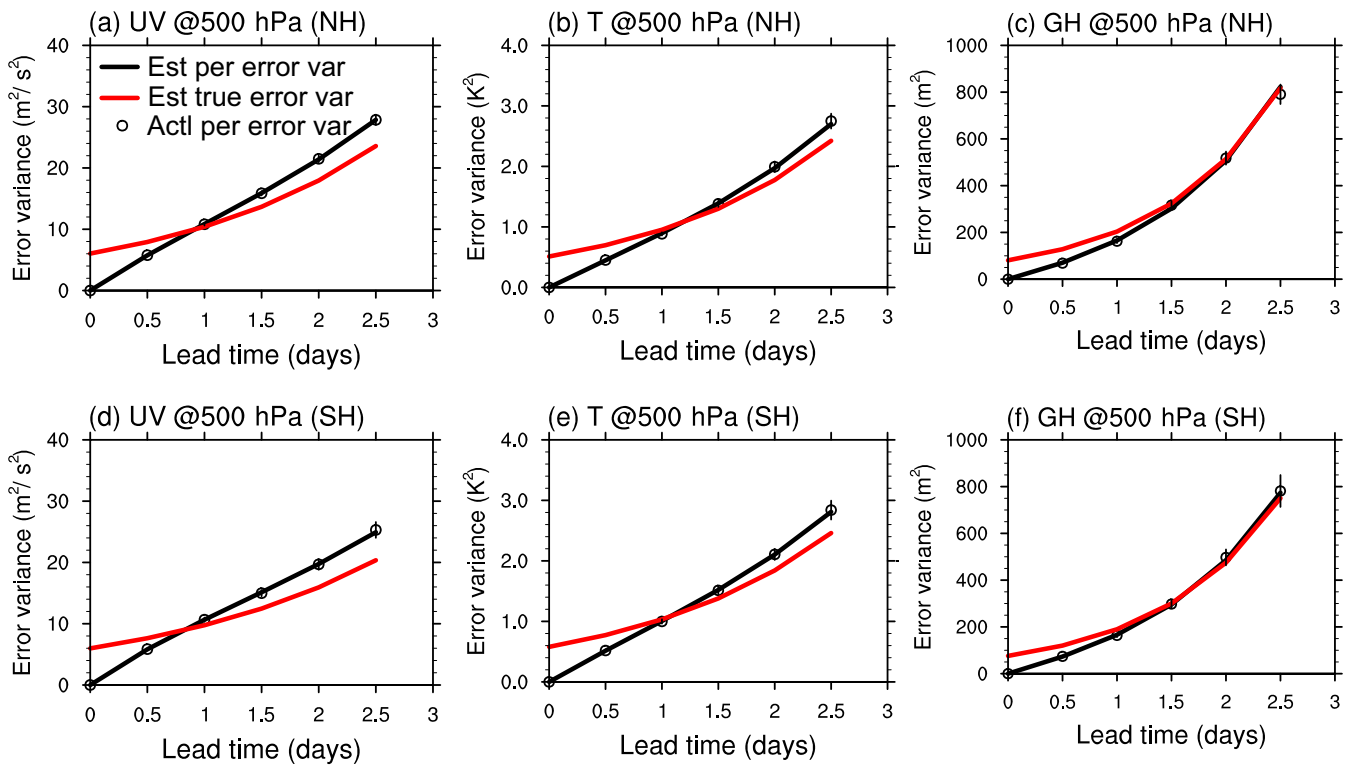 (a) UV @500 hPa (NH)
Error variance (m²/ s²)
40
30
20
10
0
Est per error var
Est true error var
Actl per error var
0 0.5 1 1.5 2 2.5 3
Lead time (days)
(b) T @500 hPa (NH)
Error variance (K²)
4.0
3.0
2.0
1.0
0.0
0 0.5 1 1.5 2 2.5 3
Lead time (days)
(c) GH @500 hPa (NH)
Error variance (m²)
1000
800
600
400
200
0
0 0.5 1 1.5 2 2.5 3
Lead time (days)
(d) UV @500 hPa (SH)
Error variance (m²/ s²)
40
30
20
10
0
0 0.5 1 1.5 2 2.5 3
Lead time (days)
(e) T @500 hPa (SH)
Error variance (K²)
4.0
3.0
2.0
1.0
0.0
0 0.5 1 1.5 2 2.5 3
Lead time (days)
(f) GH @500 hPa (SH)
Error variance (m²)
1000
800
600
400
200
0
0 0.5 1 1.5 2 2.5 3
Lead time (days)